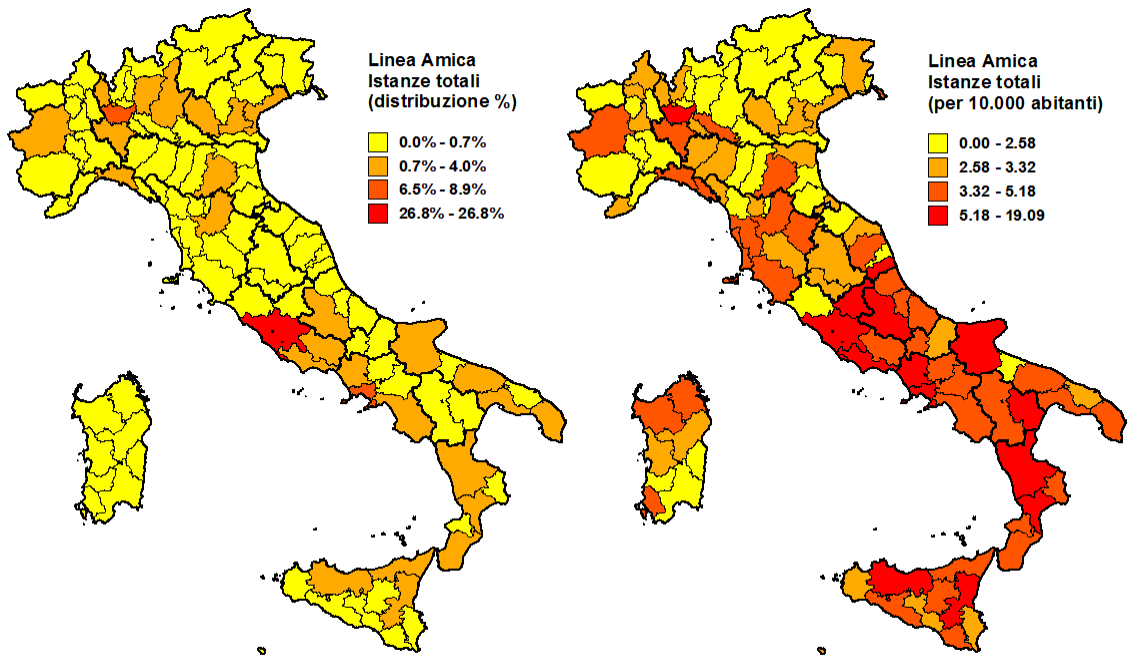 Linea Amica
Istanze totali
(distribuzione %)
0.0% - 0.7%
0.7% - 4.0%
6.5% - 8.9%
26.8% - 26.8%
Linea Amica
Istanze totali
(per 10.000 abitanti)
0.00 - 2.58
2.58 - 3.32
3.32 - 5.18
5.18 - 19.09